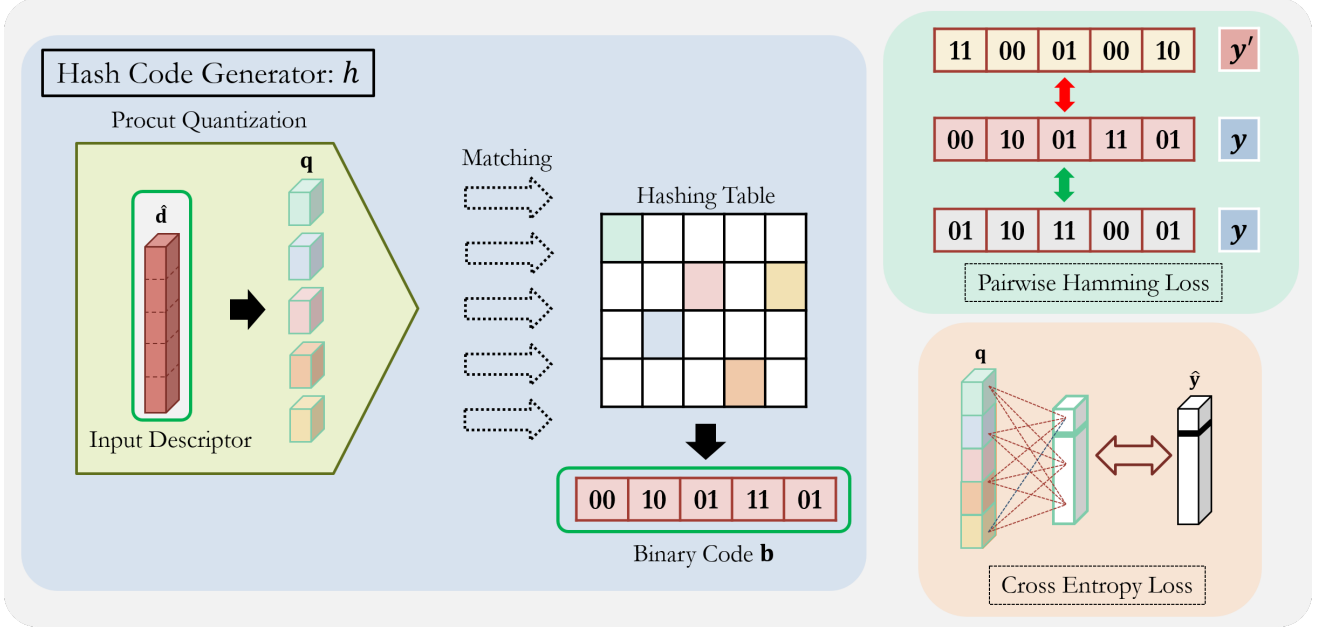 Hash Code Generator: h
Procut Quantization
q
d̂
Input Descriptor
Matching
Hashing Table
00 10 01 11 01
Binary Code b
11 00 01 00 10 y′
00 10 01 11 01 y
01 10 11 00 01 y
Pairwise Hamming Loss
q
ŷ
Cross Entropy Loss